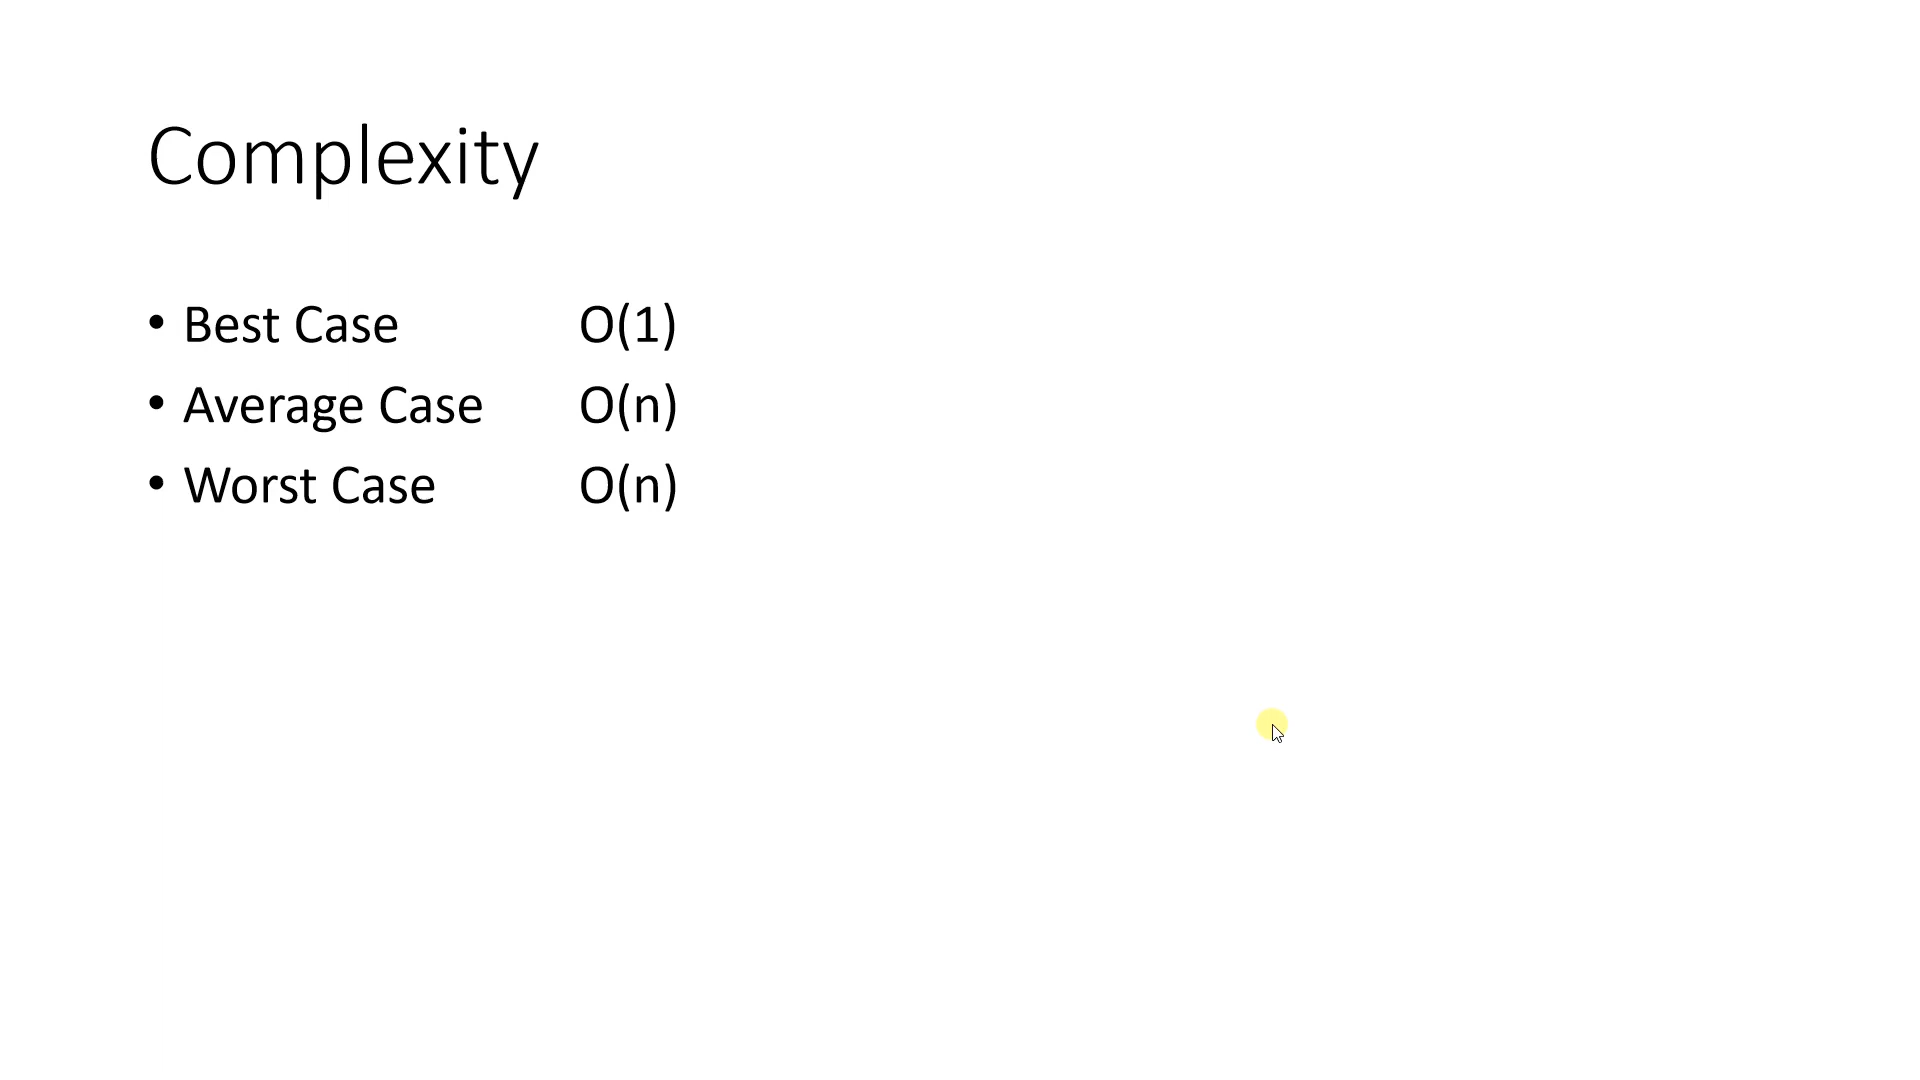 Complexity
• Best Case O(1)
• Average Case O(n)
• Worst Case O(n)